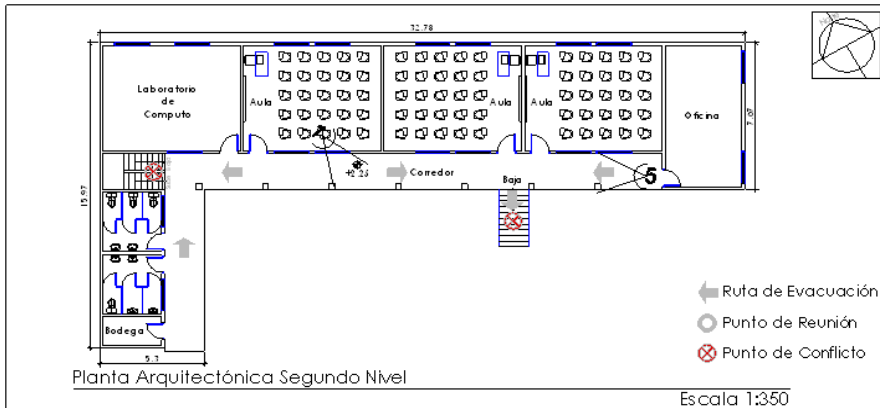 32.78
Laboratorio
de
Computo
Aula
Aula
Aula
Oficina
7.07
15.97
+2.25
Corredor
Baja
5
Bodega
5.7
Ruta de Evacuación
Punto de Reunión
Punto de Conflicto
Planta Arquitectónica Segundo Nivel
Escala 1:350